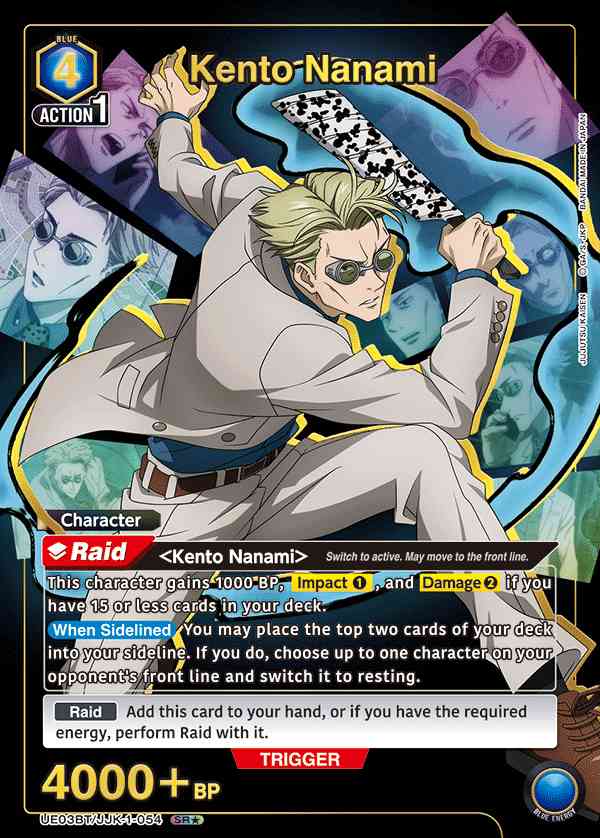 BLUE
4
ACTION 1
Kento Nanami
JUJUTSU KAISEN © GA/S,JKP BANDAI MADE IN JAPAN
Character
Raid <Kento Nanami> Switch to active. May move to the front line.
This character gains 1000 BP, Impact 1, and Damage 2 if you
have 15 or less cards in your deck.
When Sidelined You may place the top two cards of your deck
into your sideline. If you do, choose up to one character on your
opponent's front line and switch it to resting.
Raid Add this card to your hand, or if you have the required
energy, perform Raid with it.
TRIGGER
4000+ BP
UE03BT/JJK-1-054 SR★
BLUE ENERGY